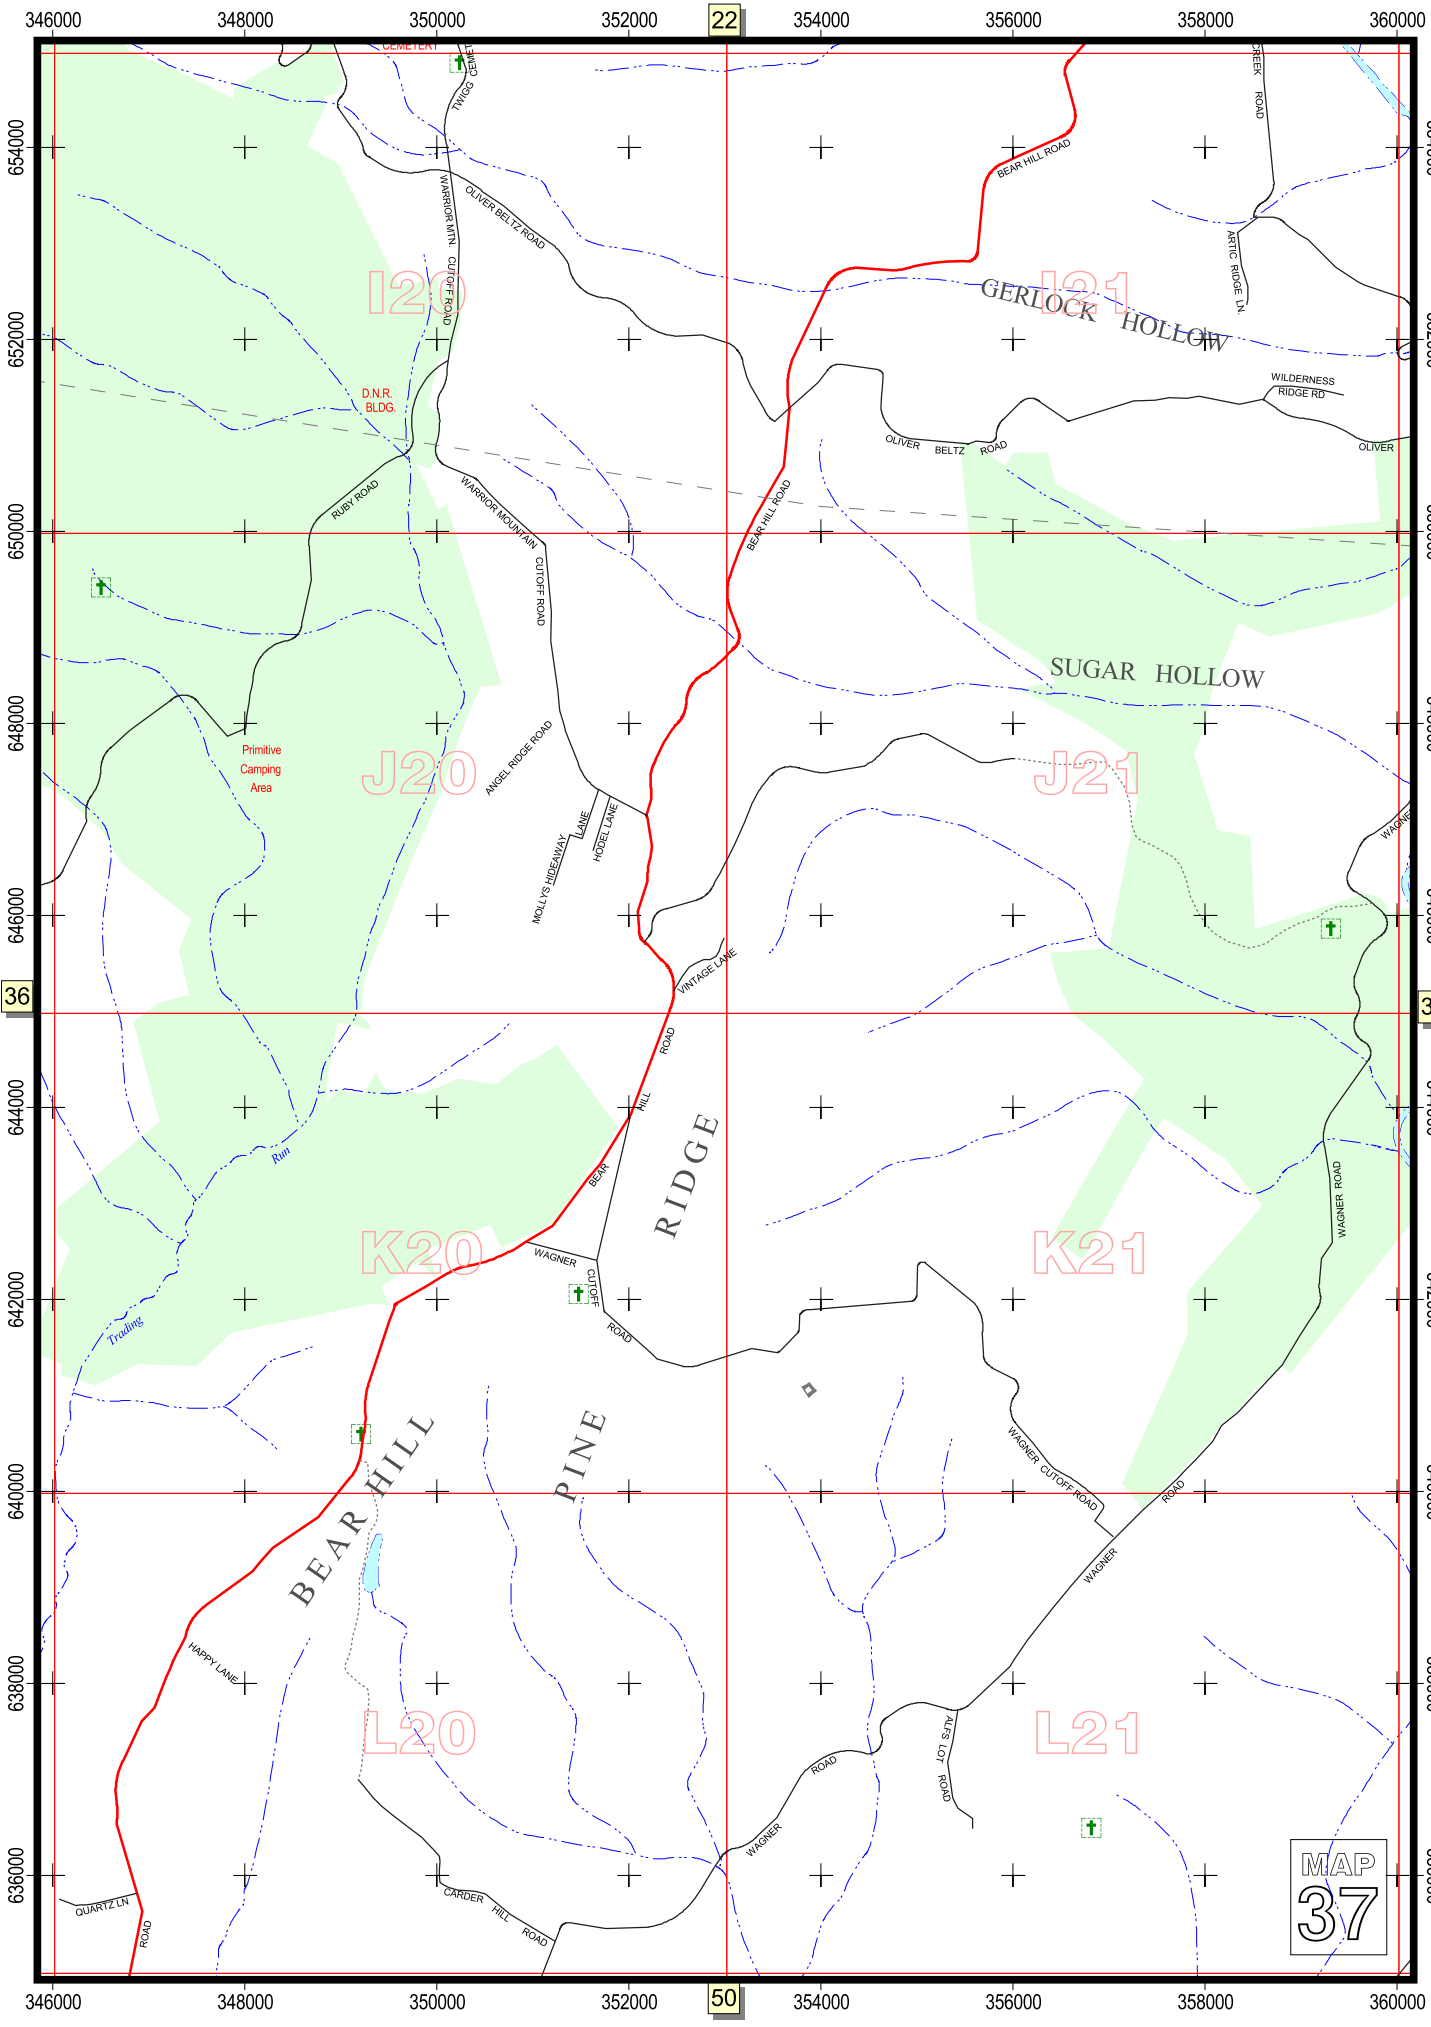 346000 348000 350000 352000 22 354000 356000 358000 360000
CEMETERY
TWIGG CEMET
CREEK ROAD
BEAR HILL ROAD
654000
WARRIOR MTN. CUTOFF ROAD
OLIVER BELTZ ROAD
ARTIC RIDGE LN.
I20
I21
GERLOCK HOLLOW
652000
D.N.R.
BLDG.
WILDERNESS
RIDGE RD
OLIVER BELTZ ROAD
OLIVER
RUBY ROAD
WARRIOR MOUNTAIN
CUTOFF ROAD
BEAR HILL ROAD
650000
SUGAR HOLLOW
648000
Primitive
Camping
Area
ANGEL RIDGE ROAD
J20
J21
MOLLYS HIDEAWAY LANE
HODEL LANE
WAGNE
646000
VINTAGE LANE
36
3
ROAD
HILL
BEAR
644000
Run
RIDGE
WAGNER ROAD
K20
K21
WAGNER CUTOFF ROAD
642000
Trading
BEAR HILL
PINE
WAGNER CUTOFF ROAD
ROAD
640000
WAGNER
HAPPY LANE
638000
L20
L21
ALFS LOT ROAD
ROAD
WAGNER
636000
QUARTZ LN
ROAD
CARDER HILL ROAD
MAP
37
346000 348000 350000 352000 50 354000 356000 358000 360000